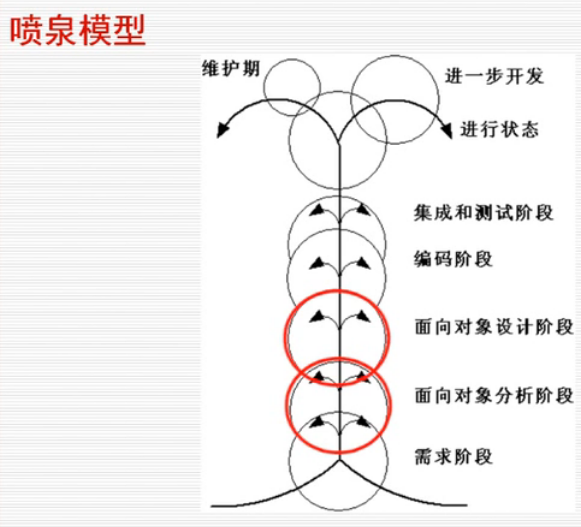 喷泉模型
维护期
进一步开发
进行状态
集成和测试阶段
编码阶段
面向对象设计阶段
面向对象分析阶段
需求阶段